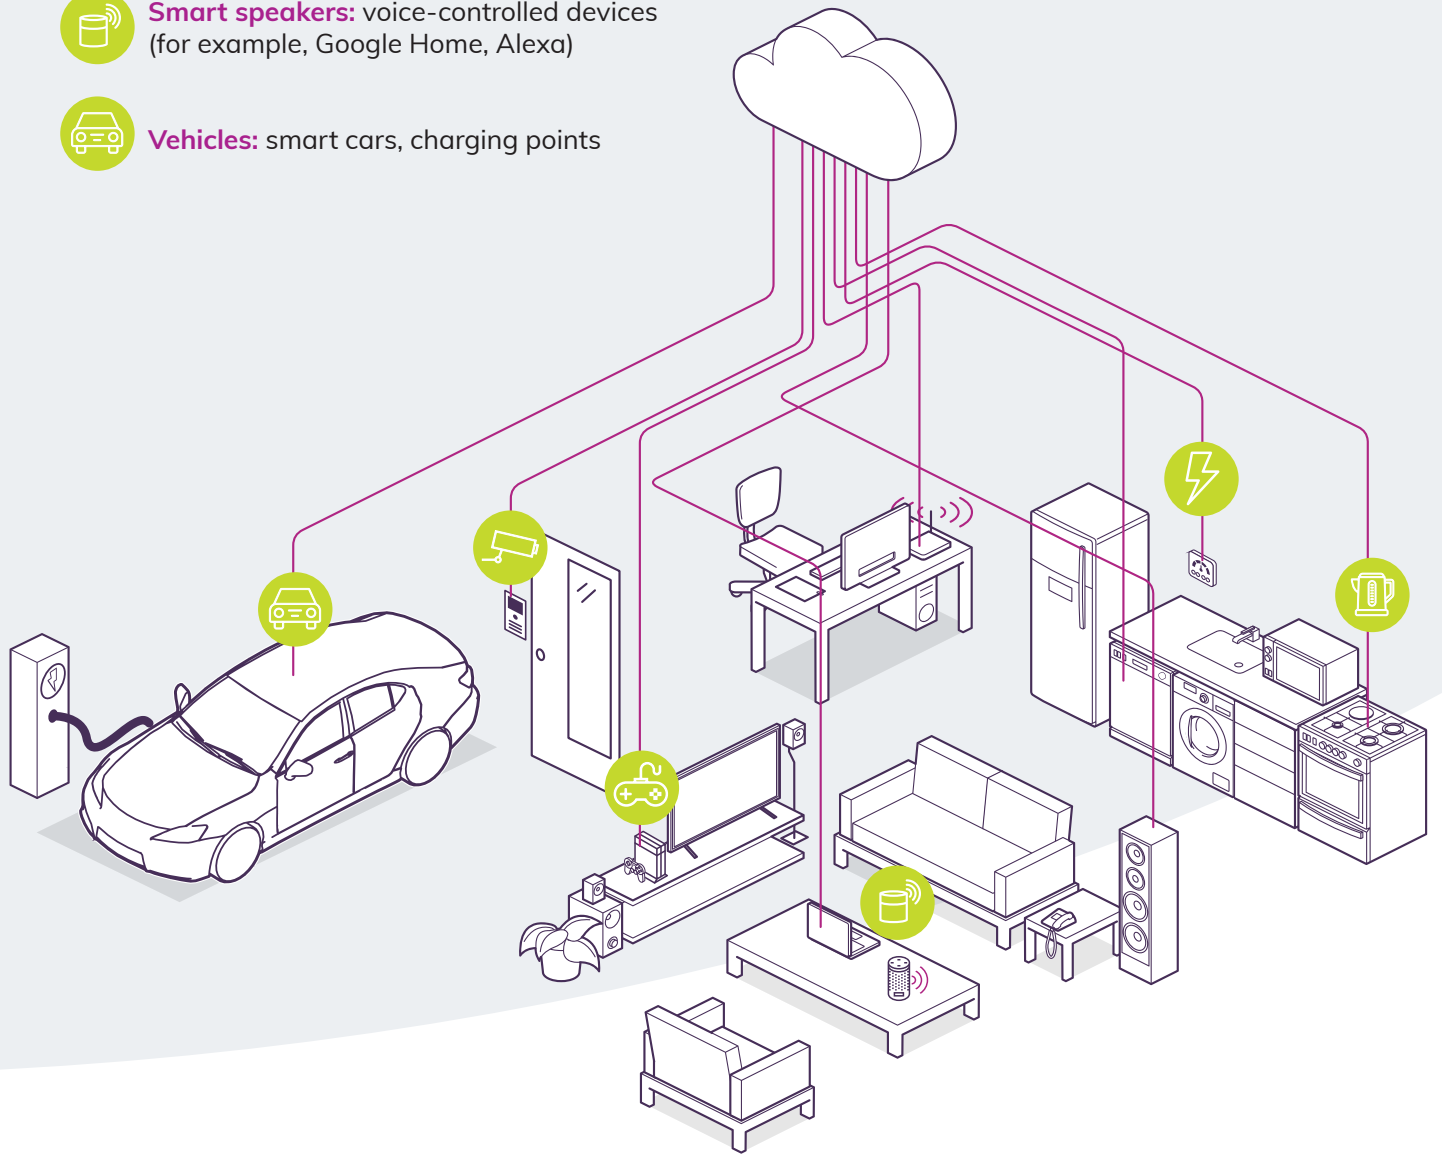 Smart speakers: voice-controlled devices
(for example, Google Home, Alexa)
Vehicles: smart cars, charging points